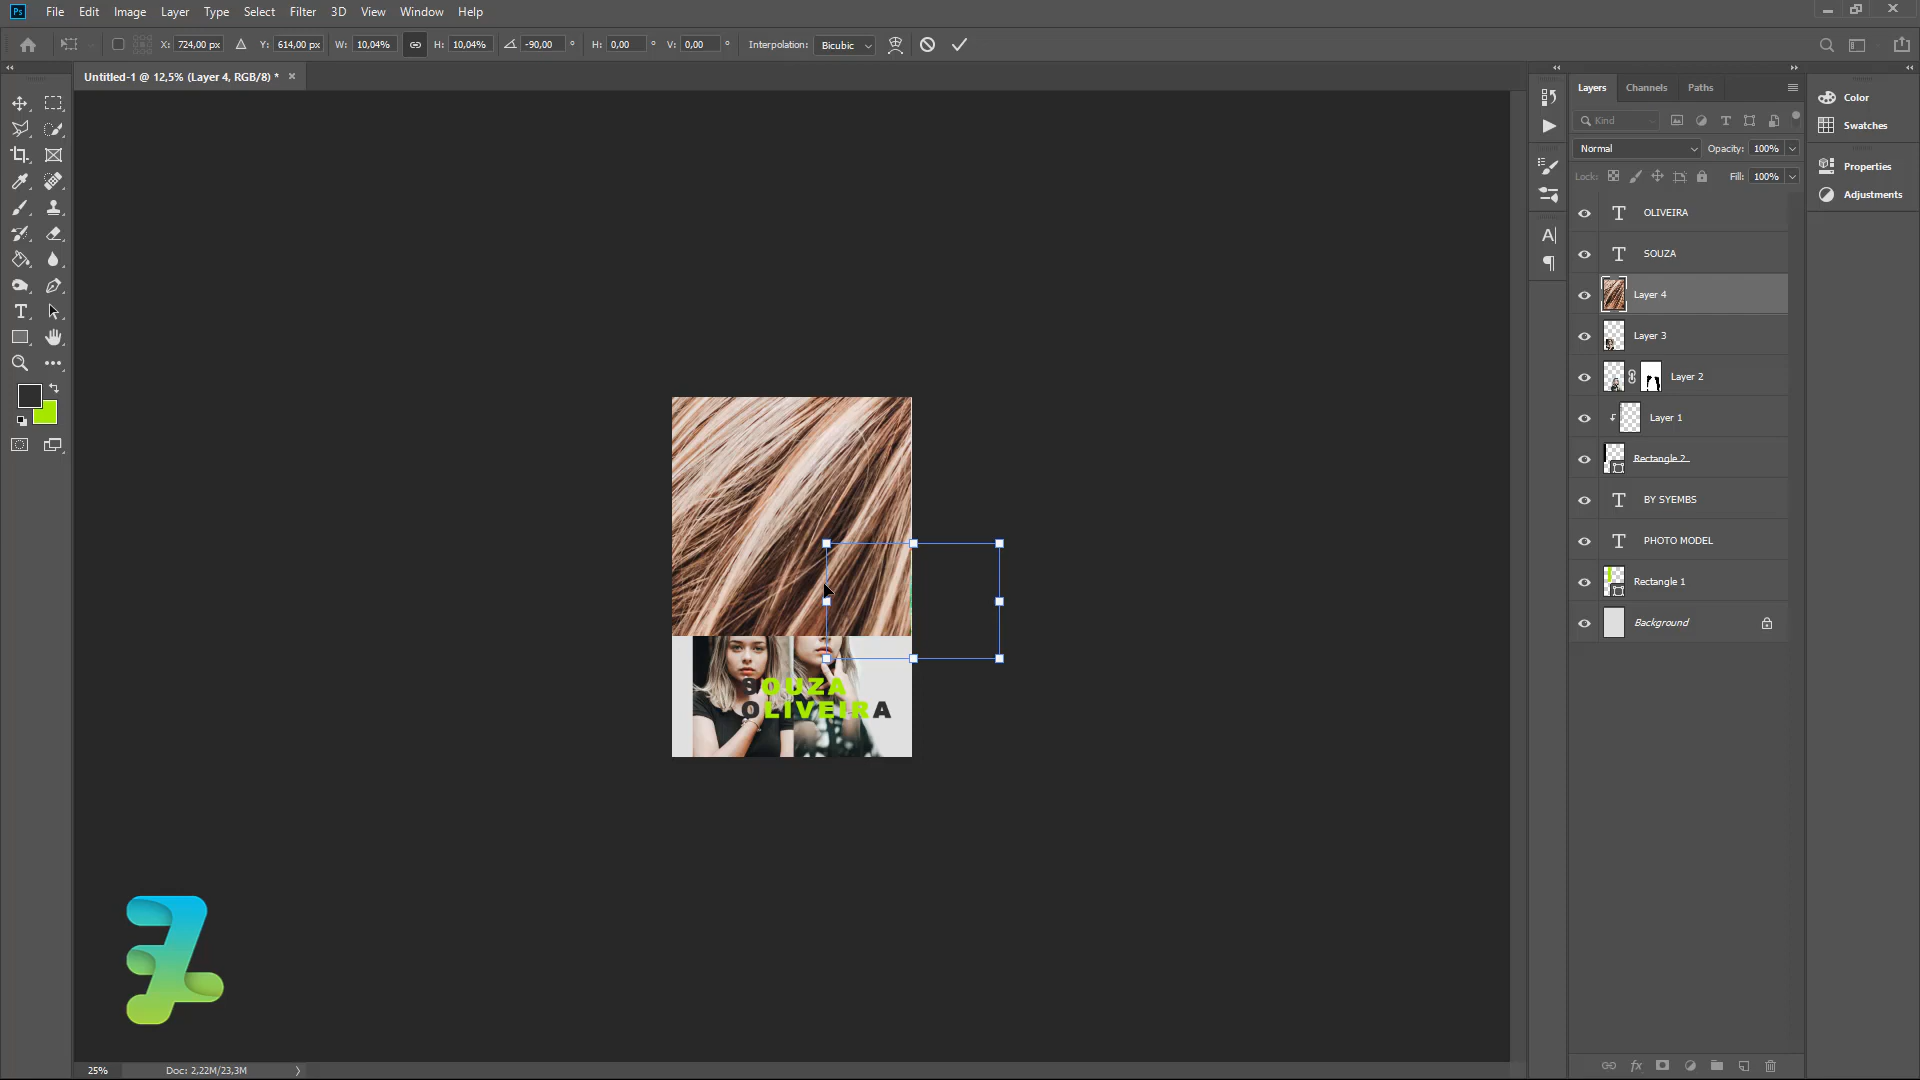 Ps File Edit Image Layer Type Select Filter 3D View Window Help
X: 724,00 px Y: 614,00 px W: 10,04% H: 10,04% -90,00 ° H: 0,00 ° V: 0,00 ° Interpolation: Bicubic
Untitled-1 @ 12,5% (Layer 4, RGB/8) *
Layers Channels Paths
Kind
Normal Opacity: 100%
Lock: Fill: 100%
OLIVEIRA
SOUZA
Layer 4
Layer 3
Layer 2
Layer 1
Rectangle 2
BY SYEMBS
PHOTO MODEL
Rectangle 1
Background
Color
Swatches
Properties
Adjustments
SOUZA
OLIVEIRA
25% Doc: 2,22M/23,3M